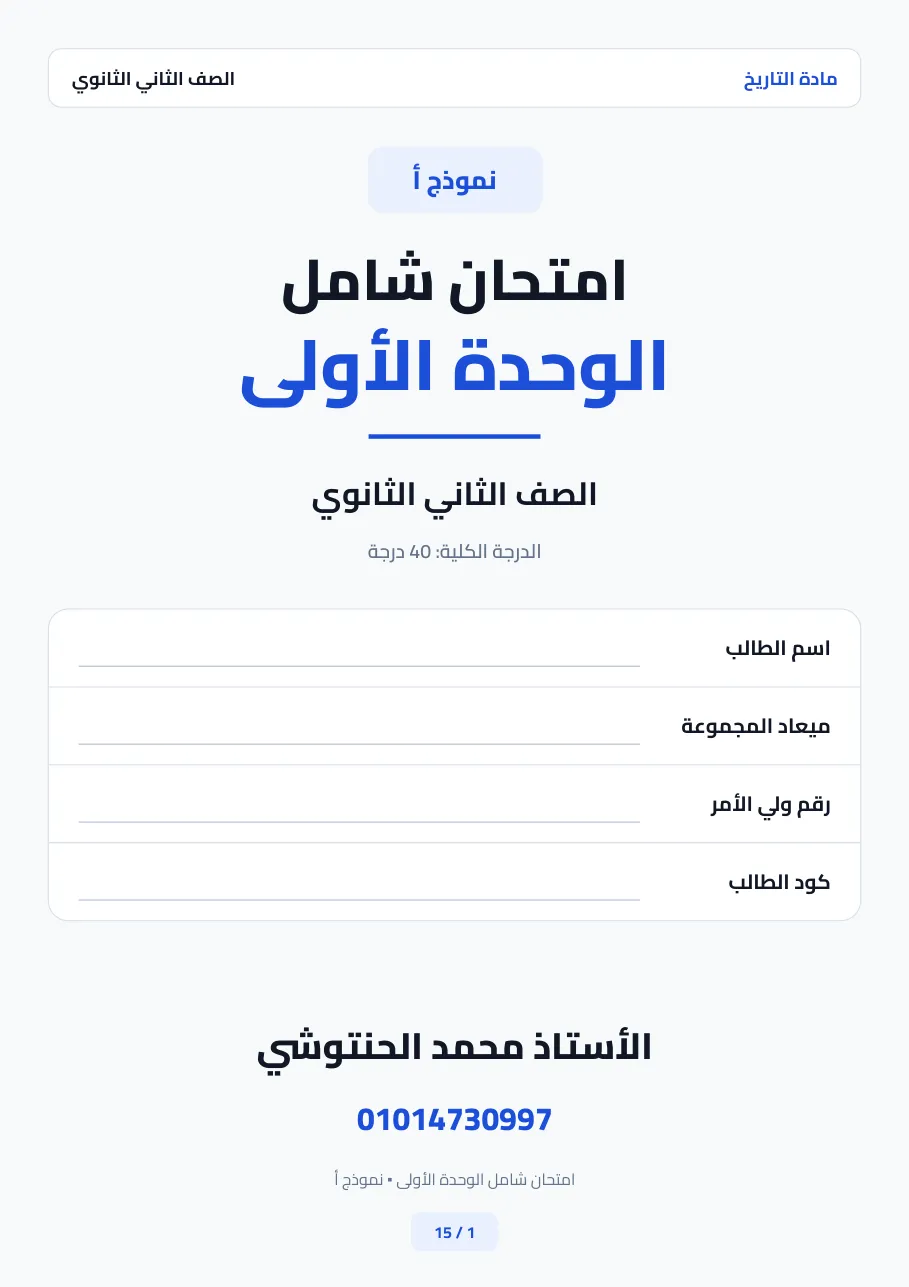 مادة التاريخ
الصف الثاني الثانوي
نموذج أ
امتحان شامل
الوحدة الأولى
الصف الثاني الثانوي
الدرجة الكلية: 40 درجة
اسم الطالب
ميعاد المجموعة
رقم ولي الأمر
كود الطالب
الأستاذ محمد الحنتوشي
01014730997
امتحان شامل الوحدة الأولى • نموذج أ
15 / 1